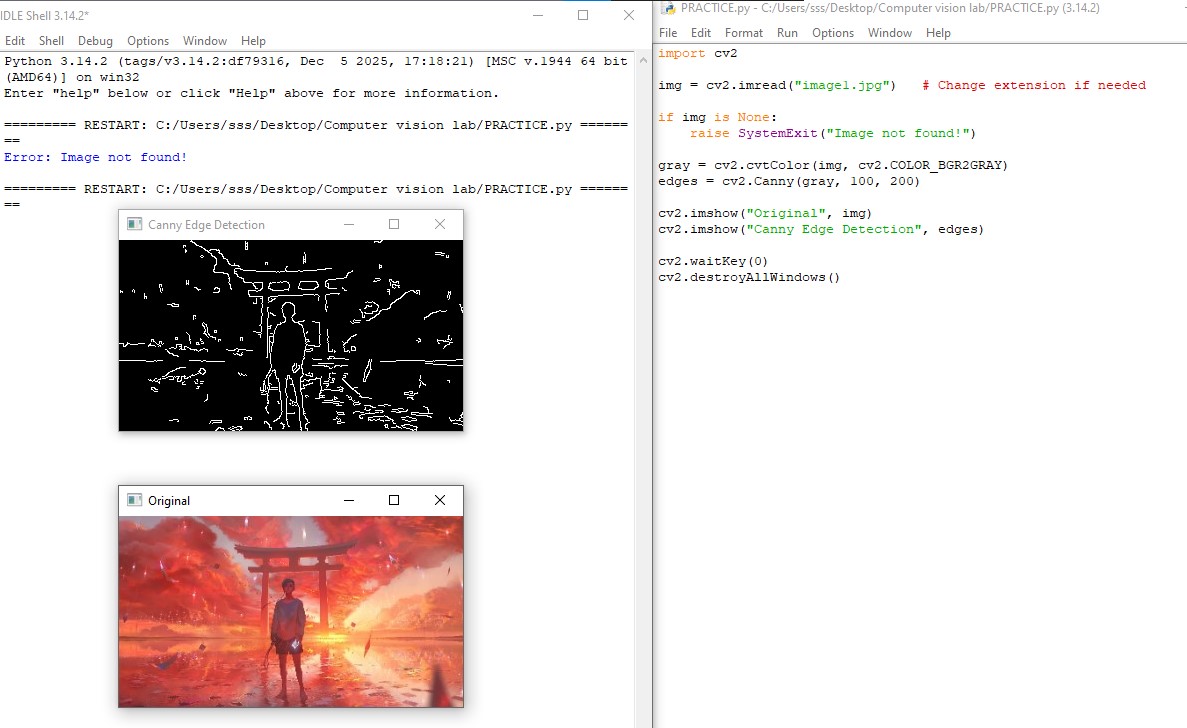 IDLE Shell 3.14.2*
Edit Shell Debug Options Window Help
Python 3.14.2 (tags/v3.14.2:df79316, Dec  5 2025, 17:18:21) [MSC v.1944 64 bit
(AMD64)] on win32
Enter "help" below or click "Help" above for more information.
========= RESTART: C:/Users/sss/Desktop/Computer vision lab/PRACTICE.py =======
==
Error: Image not found!
========= RESTART: C:/Users/sss/Desktop/Computer vision lab/PRACTICE.py =======
==
Canny Edge Detection
Original
PRACTICE.py - C:/Users/sss/Desktop/Computer vision lab/PRACTICE.py (3.14.2)
File Edit Format Run Options Window Help
import cv2
img = cv2.imread("image1.jpg")   # Change extension if needed
if img is None:
    raise SystemExit("Image not found!")
gray = cv2.cvtColor(img, cv2.COLOR_BGR2GRAY)
edges = cv2.Canny(gray, 100, 200)
cv2.imshow("Original", img)
cv2.imshow("Canny Edge Detection", edges)
cv2.waitKey(0)
cv2.destroyAllWindows()